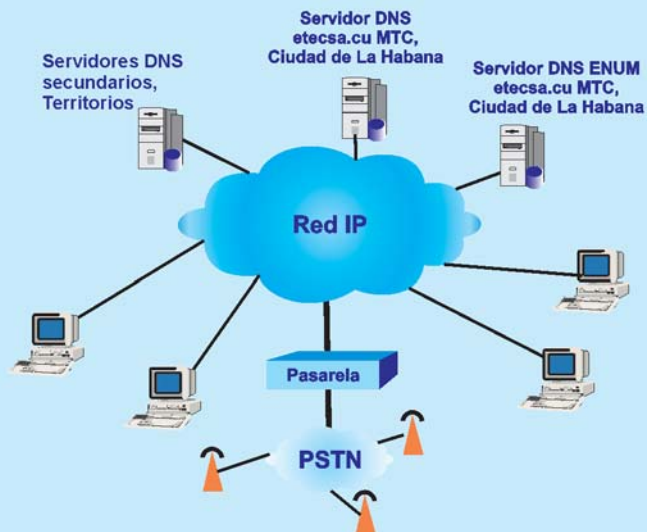 Servidores DNS
secundarios,
Territorios
Servidor DNS
etecsa.cu MTC,
Ciudad de La Habana
Servidor DNS ENUM
etecsa.cu MTC,
Ciudad de La Habana
Red IP
Pasarela
PSTN